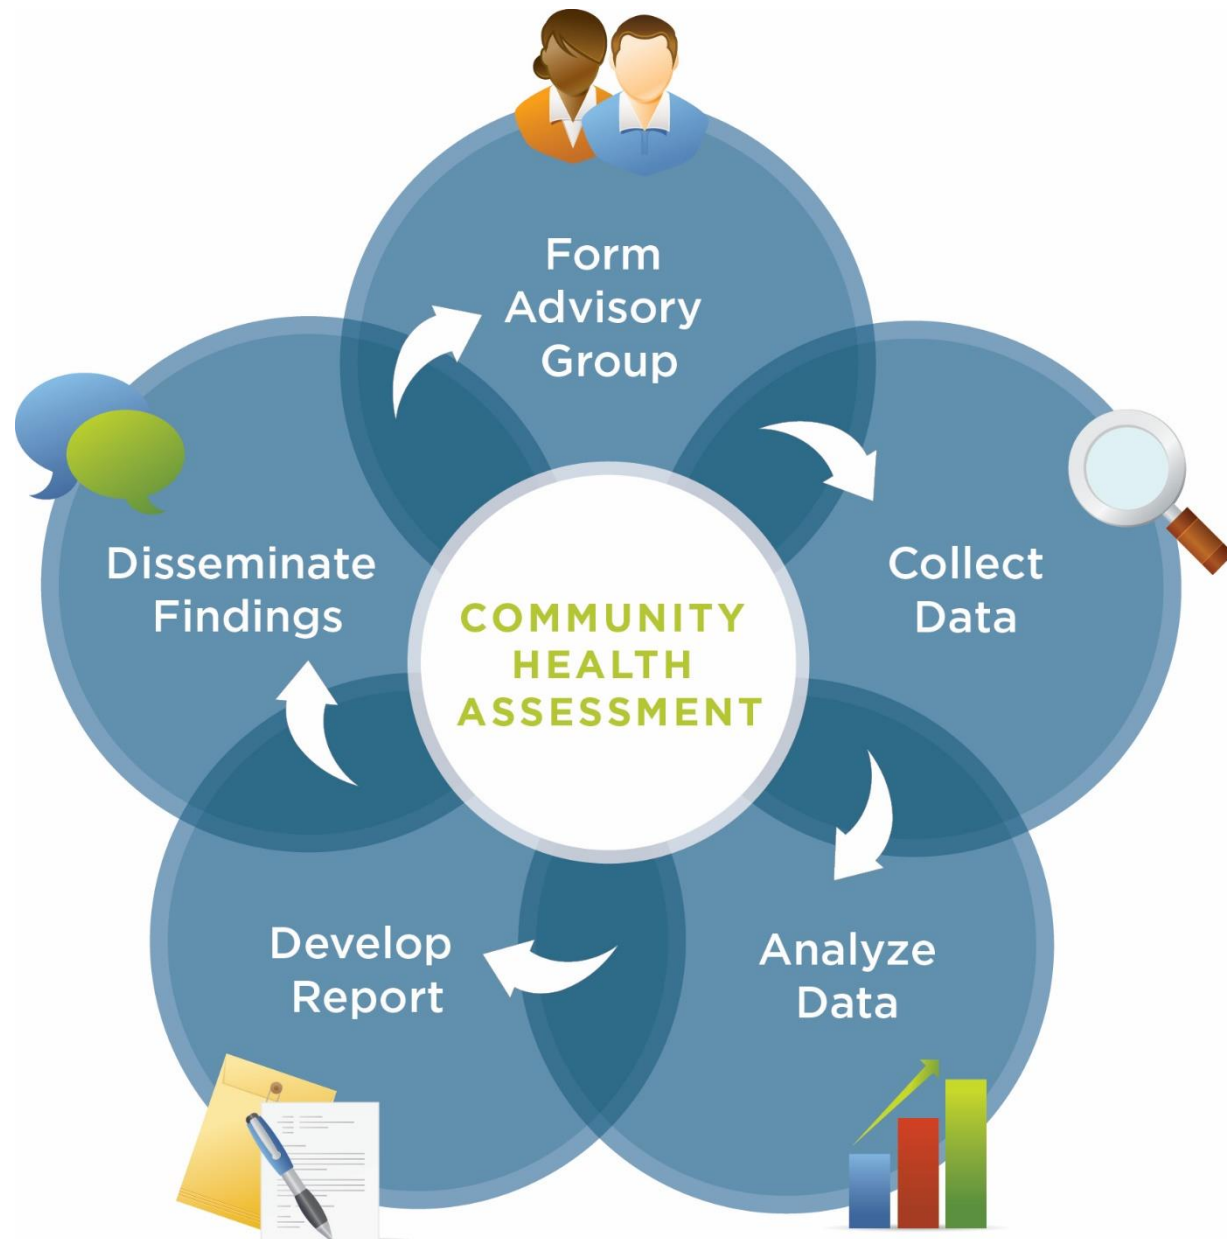 Form
Advisory
Group
Collect
Data
Analyze
Data
Develop
Report
Disseminate
Findings
COMMUNITY
HEALTH
ASSESSMENT